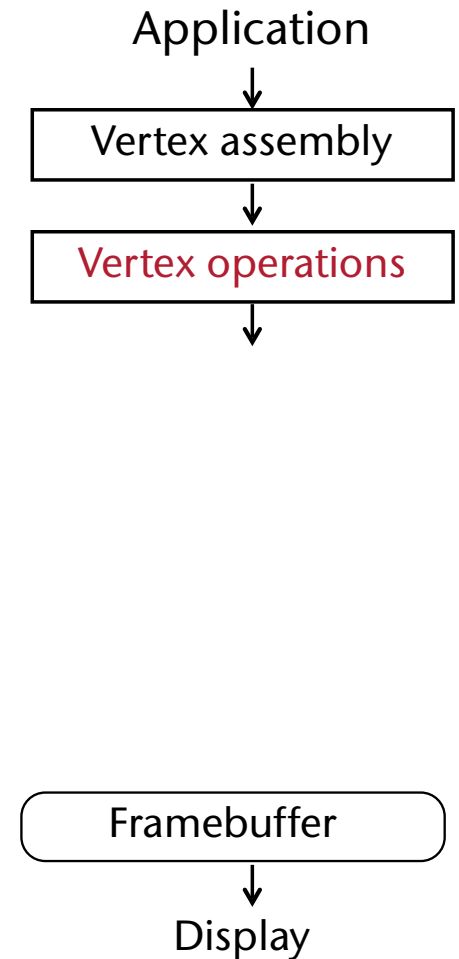 Application
Vertex assembly
Vertex operations
Framebuffer
Display